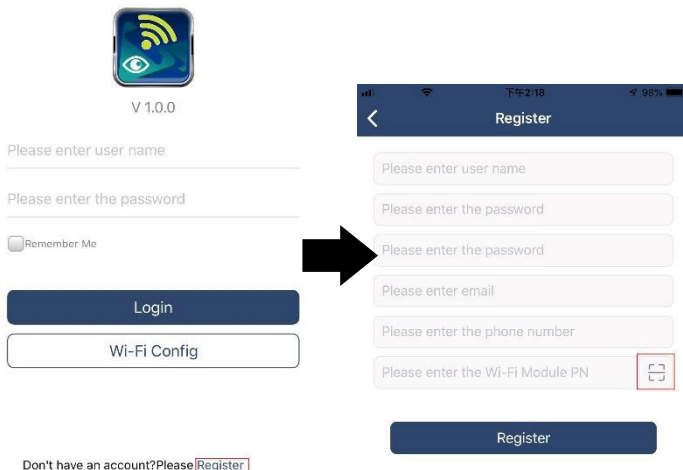 V 1.0.0
Please enter user name
Please enter the password
Remember Me
Login
Wi-Fi Config
Don't have an account?Please Register
下午2:18
98%
Register
Please enter user name
Please enter the password
Please enter the password
Please enter email
Please enter the phone number
Please enter the Wi-Fi Module PN
Register